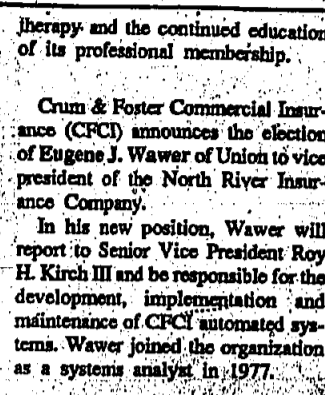 therapy and the continued education
of its professional membership.
Crum & Foster Commercial Insur-
ance (CFCI) announces the election
of Eugene J. Wawer of Union to vice
president of the North River Insur-
ance Company.
In his new position, Wawer will
report to Senior Vice President Roy
H. Kirch III and be responsible for the
development, implementation and
maintenance of CFCI automated sys-
tems. Wawer joined the organization
as a systems analyst in 1977.